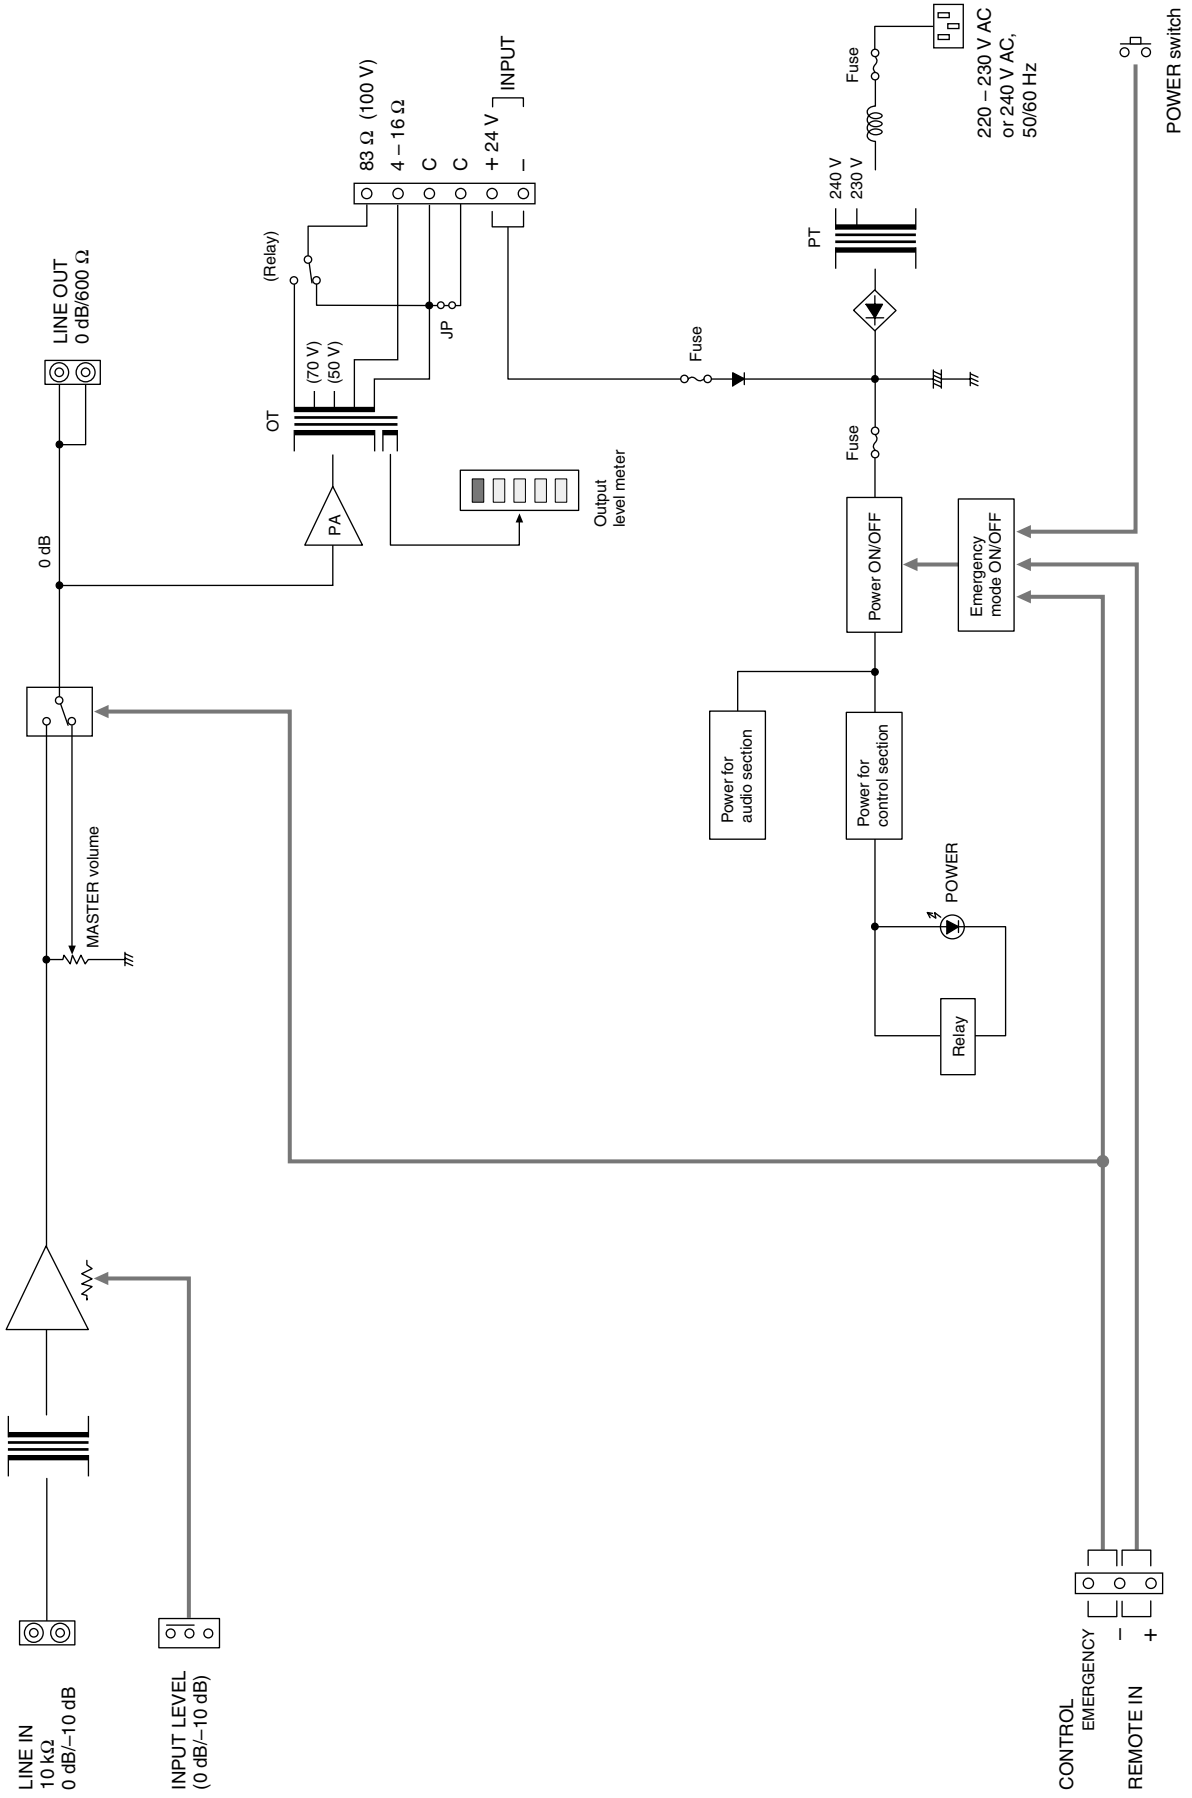 LINE IN
10 kΩ
0 dB/–10 dB
INPUT LEVEL
(0 dB/–10 dB)
MASTER volume
0 dB
LINE OUT
0 dB/600 Ω
PA
OT
(70 V)
(50 V)
(Relay)
JP
83 Ω (100 V)
4 – 16 Ω
C
C
+ 24 V
–
INPUT
Output
level meter
Fuse
Fuse
PT
240 V
230 V
Fuse
220 – 230 V AC
or 240 V AC,
50/60 Hz
Power ON/OFF
Emergency
mode ON/OFF
Power for
audio section
Power for
control section
POWER
Relay
POWER switch
CONTROL
EMERGENCY
–
+
REMOTE IN